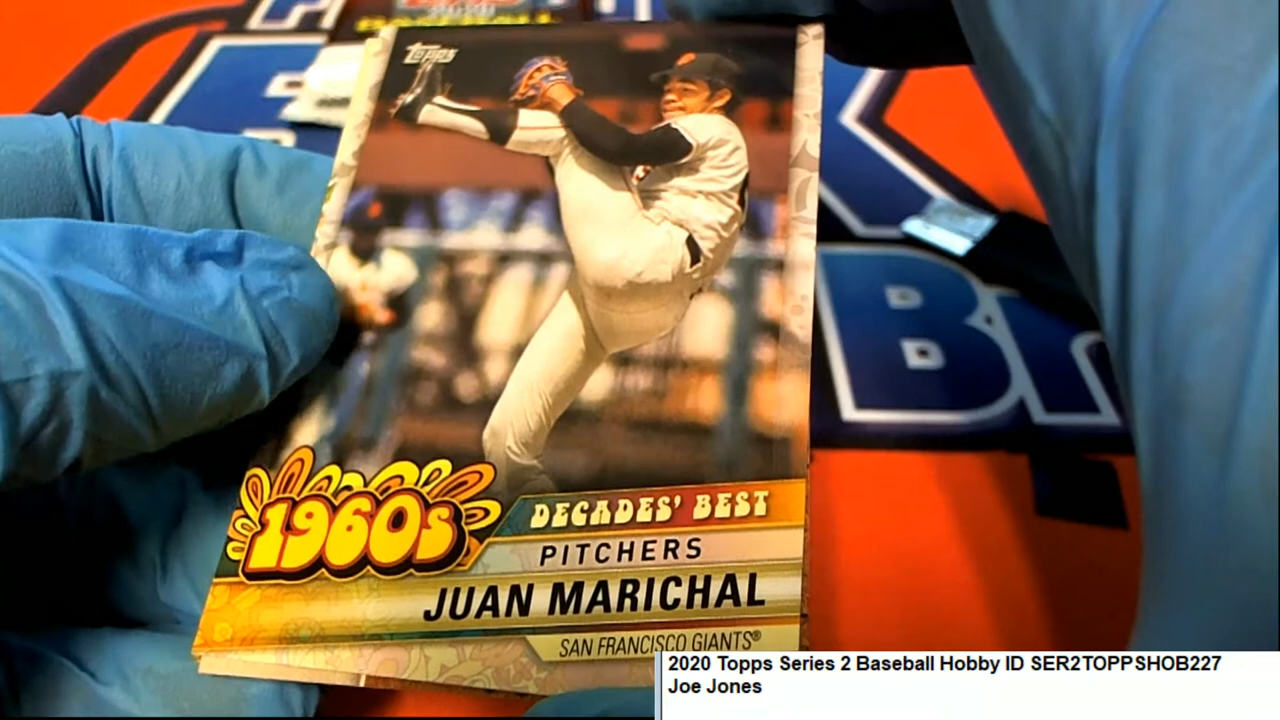 Topps
1960s
DECADES' BEST
PITCHERS
JUAN MARICHAL
SAN FRANCISCO GIANTS®
2020 Topps Series 2 Baseball Hobby ID SER2TOPPSHOB227
Joe Jones